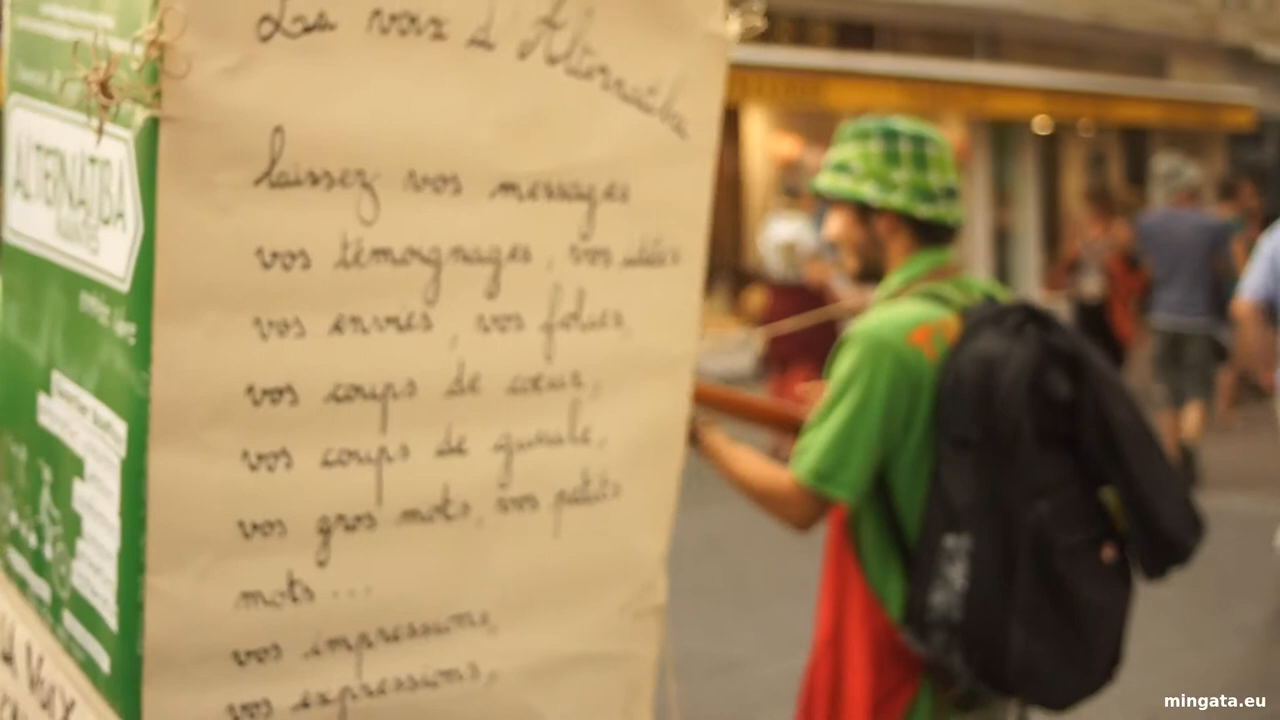 Les voix d'Alternatiba
laissez vos messages
vos témoignages, vos idées
vos envies, vos folies,
vos coups de cœur,
vos coups de gueule,
vos gros mots, vos petits
mots...
vos impressions,
vos expressions,
ALTERNATIBA
mingata.eu